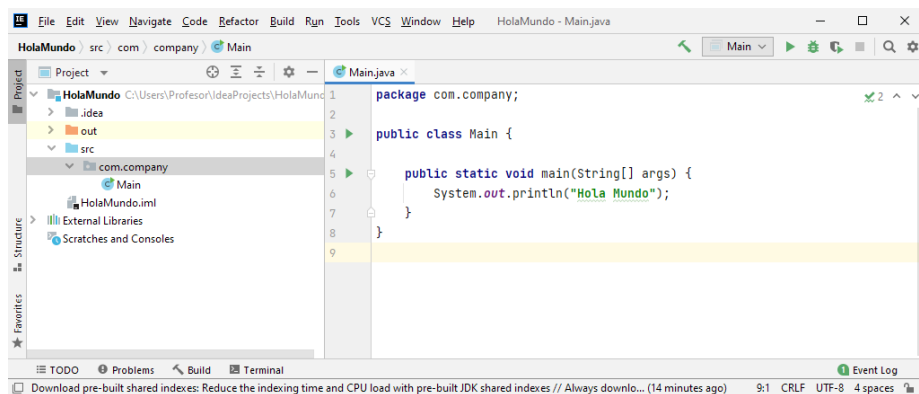 IE File Edit View Navigate Code Refactor Build Run Tools VCS Window Help HolaMundo - Main.java
HolaMundo src com company Main Main
Project Project Main.java
HolaMundo C:\Users\Profesor\IdeaProjects\HolaMund
.idea
out
src
com.company
Main
HolaMundo.iml
External Libraries
Scratches and Consoles
Structure
Favorites
1 package com.company;
2
3 public class Main {
4
5 public static void main(String[] args) {
6 System.out.println("Hola Mundo");
7 }
8 }
9
2
TODO Problems Build Terminal 1 Event Log
Download pre-built shared indexes: Reduce the indexing time and CPU load with pre-built JDK shared indexes // Always downlo... (14 minutes ago) 9:1 CRLF UTF-8 4 spaces